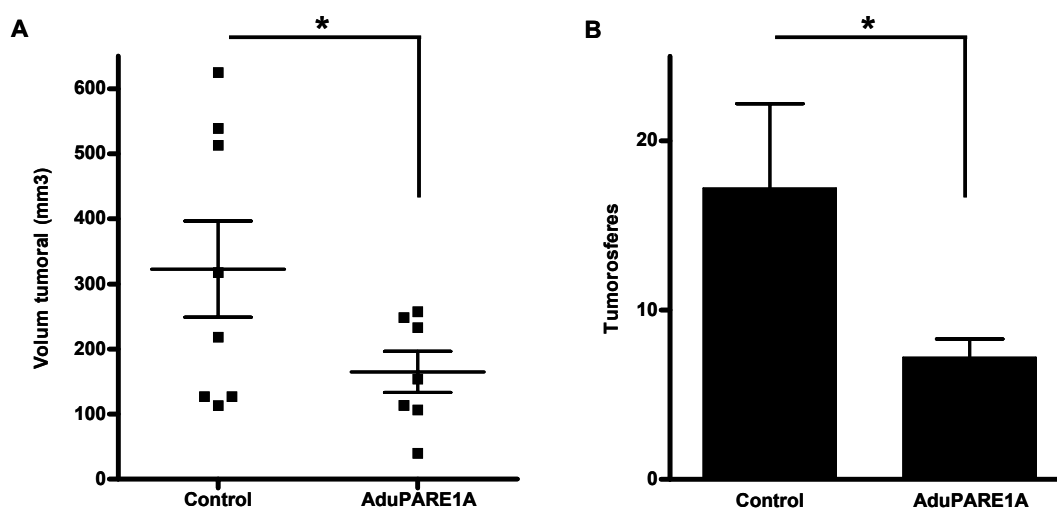 A
*
Volum tumoral (mm3)
600
500
400
300
200
100
0
Control
AduPARE1A
B
*
Tumorosferes
20
10
0
Control
AduPARE1A